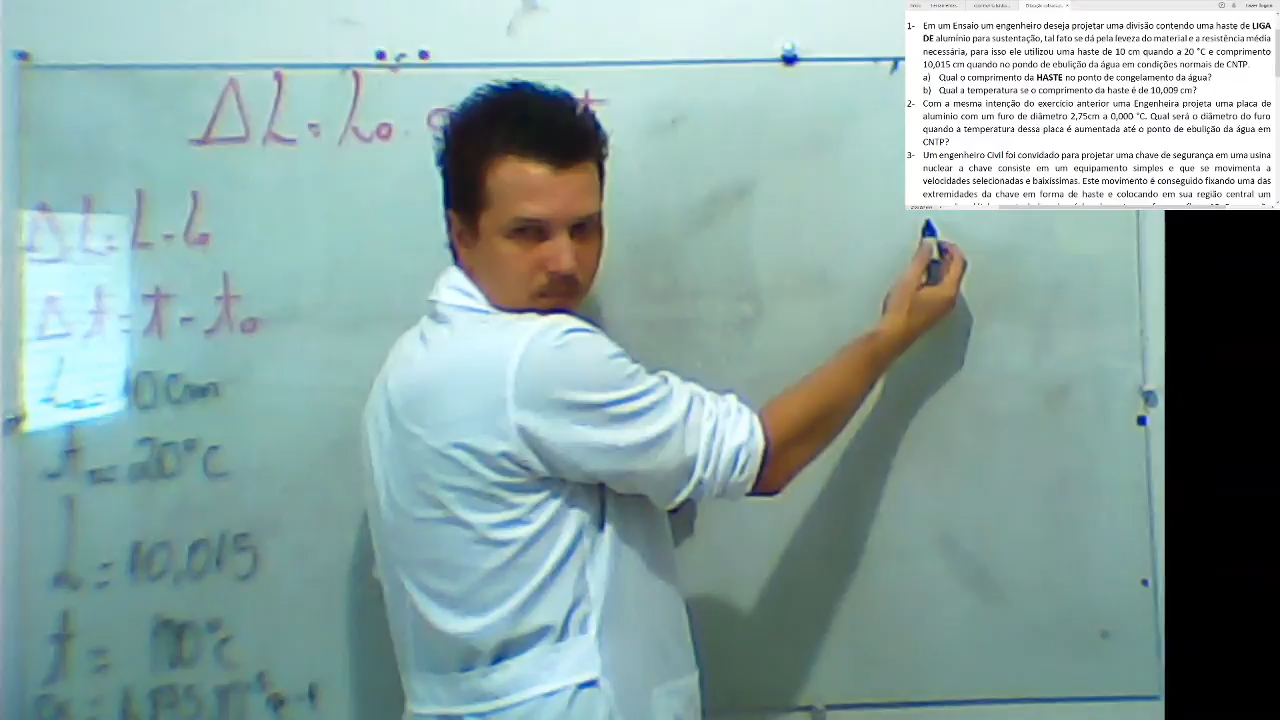 ΔL = L₀ . t
ΔL = L - L₀
Δt = t - t₀
L₀ = 10 cm
t₀ = 20°C
L = 10,015
t = 100°C
1- Em um Ensaio um engenheiro deseja projetar uma divisão contendo uma haste de LIGA
DE alumínio para sustentação, tal fato se dá pela leveza do material e a resistência média
necessária, para isso ele utilizou uma haste de 10 cm quando a 20 °C e comprimento
10,015 cm quando no pondo de ebulição da água em condições normais de CNTP.
a) Qual o comprimento da HASTE no ponto de congelamento da água?
b) Qual a temperatura se o comprimento da haste é de 10,009 cm?
2- Com a mesma intenção do exercício anterior uma Engenheira projeta uma placa de
alumínio com um furo de diâmetro 2,75cm a 0,000 °C. Qual será o diâmetro do furo
quando a temperatura dessa placa é aumentada até o ponto de ebulição da água em
CNTP?
3- Um engenheiro Civil foi convidado para projetar uma chave de segurança em uma usina
nuclear a chave consiste em um equipamento simples e que se movimenta a
velocidades selecionadas e baixíssimas. Este movimento é conseguido fixando uma das
extremidades da chave em forma de haste e colocando em sua região central um